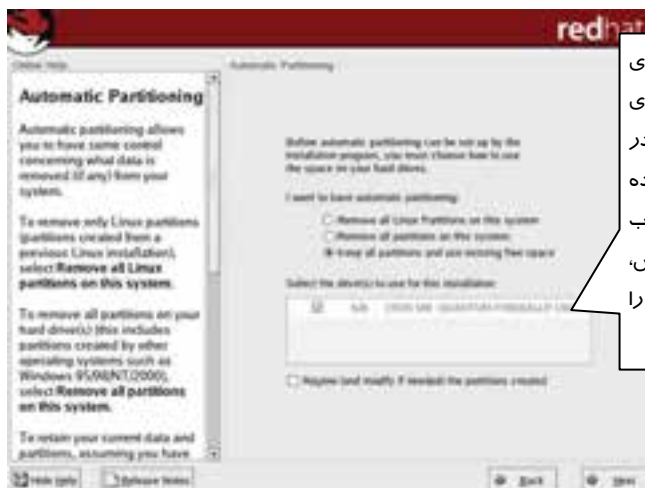 redhat
Online Help
Automatic Partitioning
Automatic Partitioning
Automatic partitioning allows
you to have some control
concerning what data is
removed (if any) from your
system.
To remove only Linux partitions
(partitions created from a
previous Linux installation),
select Remove all Linux
partitions on this system.
To remove all partitions on your
hard drive(s) (this includes
partitions created by other
operating systems such as
Windows 95/98/NT/2000),
select Remove all partitions
on this system.
To retain your current data and
partitions, assuming you have
Before automatic partitioning can be set up by the
installation program, you must choose how to use
the space on your hard drives.
I want to have automatic partitioning:
Remove all Linux Partitions on this system
Remove all partitions on this system
Keep all partitions and use existing free space
Select the drive(s) to use for this installation:
QUANTUM FIREBALL
Review (and modify if needed) the partitions created
Hide Help
Release Notes
Back
Next
ی
ی
در
ده
ب
را